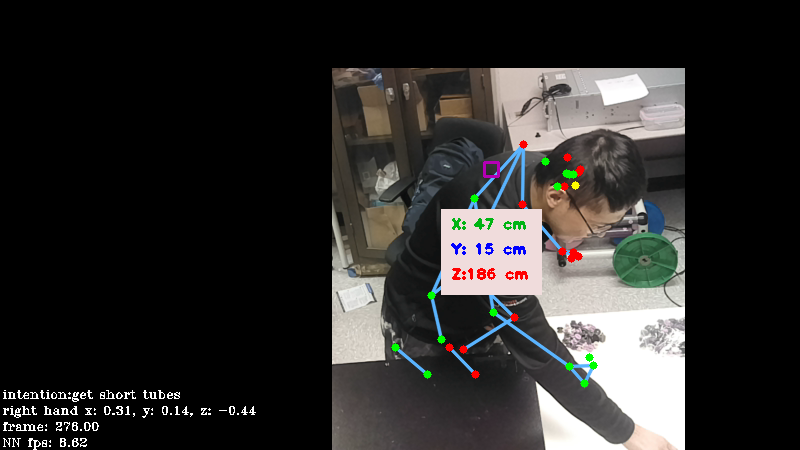 X: 47 cm
Y: 15 cm
Z:186 cm
intention:get short tubes
right hand x: 0.31, y: 0.14, z: -0.44
frame: 276.00
NN fps: 8.62